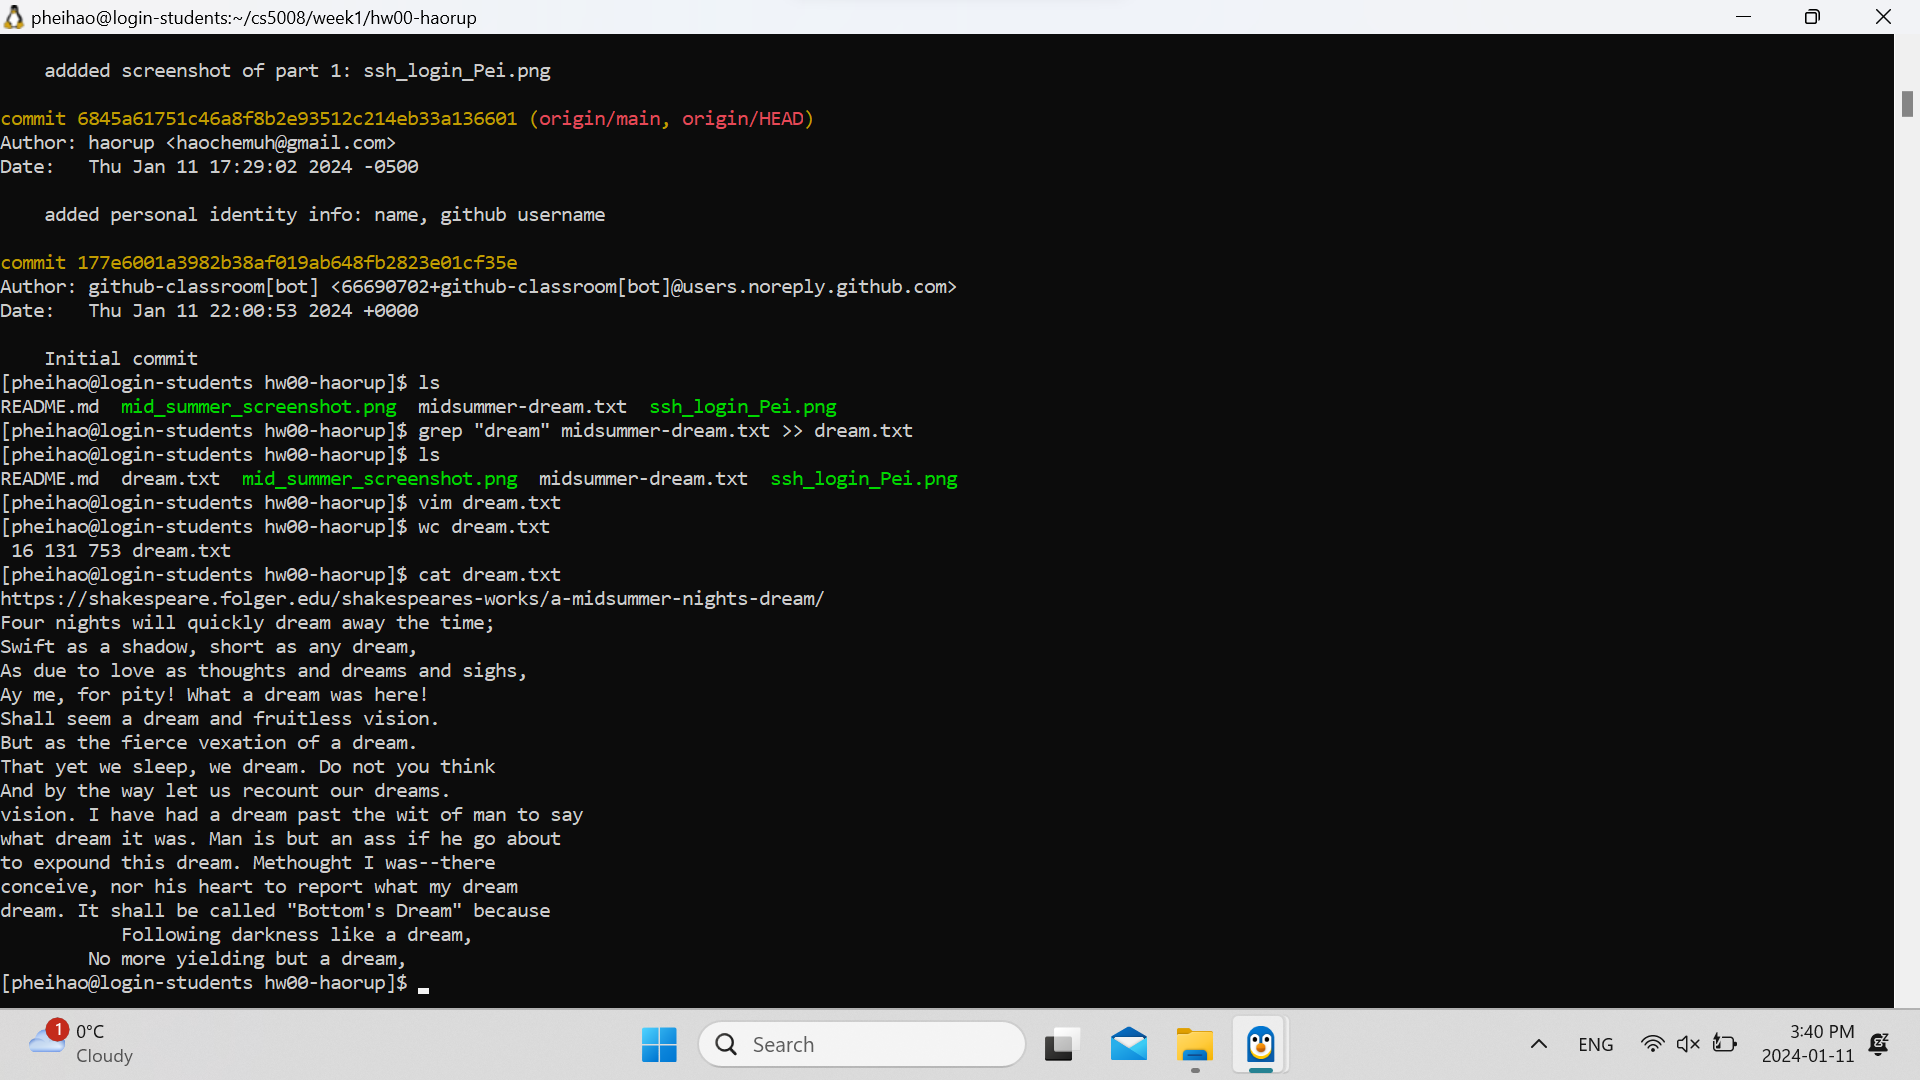 pheihao@login-students:~/cs5008/week1/hw00-haorup
    addded screenshot of part 1: ssh_login_Pei.png
commit 6845a61751c46a8f8b2e93512c214eb33a136601 (origin/main, origin/HEAD)
Author: haorup <haochemuh@gmail.com>
Date:   Thu Jan 11 17:29:02 2024 -0500
    added personal identity info: name, github username
commit 177e6001a3982b38af019ab648fb2823e01cf35e
Author: github-classroom[bot] <66690702+github-classroom[bot]@users.noreply.github.com>
Date:   Thu Jan 11 22:00:53 2024 +0000
    Initial commit
[pheihao@login-students hw00-haorup]$ ls
README.md  mid_summer_screenshot.png  midsummer-dream.txt  ssh_login_Pei.png
[pheihao@login-students hw00-haorup]$ grep "dream" midsummer-dream.txt >> dream.txt
[pheihao@login-students hw00-haorup]$ ls
README.md  dream.txt  mid_summer_screenshot.png  midsummer-dream.txt  ssh_login_Pei.png
[pheihao@login-students hw00-haorup]$ vim dream.txt
[pheihao@login-students hw00-haorup]$ wc dream.txt
 16 131 753 dream.txt
[pheihao@login-students hw00-haorup]$ cat dream.txt
https://shakespeare.folger.edu/shakespeares-works/a-midsummer-nights-dream/
Four nights will quickly dream away the time;
Swift as a shadow, short as any dream,
As due to love as thoughts and dreams and sighs,
Ay me, for pity! What a dream was here!
Shall seem a dream and fruitless vision.
But as the fierce vexation of a dream.
That yet we sleep, we dream. Do not you think
And by the way let us recount our dreams.
vision. I have had a dream past the wit of man to say
what dream it was. Man is but an ass if he go about
to expound this dream. Methought I was--there
conceive, nor his heart to report what my dream
dream. It shall be called "Bottom's Dream" because
           Following darkness like a dream,
        No more yielding but a dream,
[pheihao@login-students hw00-haorup]$
1
0°C
Cloudy
Search
ENG
3:40 PM
2024-01-11